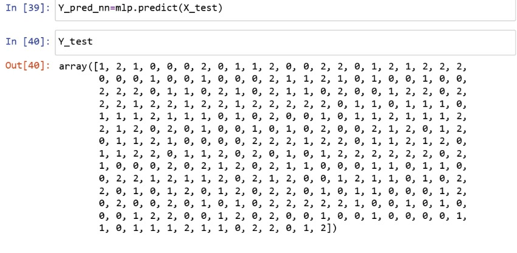 In [39]: Y_pred_nn=mlp.predict(X_test)
In [40]: Y_test
Out[40]: array([1, 2, 1, 0, 0, 0, 2, 0, 1, 1, 2, 0, 0, 2, 2, 0, 1, 2, 1, 2, 2, 2,
0, 0, 0, 1, 0, 0, 1, 0, 0, 0, 2, 1, 1, 2, 1, 0, 1, 0, 0, 1, 0, 0,
2, 2, 2, 0, 1, 1, 0, 2, 1, 0, 1, 1, 0, 2, 0, 0, 1, 2, 2, 0, 2,
2, 2, 1, 2, 2, 1, 2, 2, 1, 2, 2, 2, 2, 2, 0, 1, 1, 0, 1, 1, 1, 0,
1, 1, 1, 2, 1, 1, 1, 0, 1, 0, 2, 0, 0, 1, 0, 1, 1, 2, 1, 1, 1, 2,
2, 1, 2, 0, 2, 0, 1, 0, 0, 1, 0, 1, 0, 2, 0, 0, 2, 1, 2, 0, 1, 2,
0, 1, 1, 2, 1, 0, 0, 0, 0, 2, 2, 2, 1, 2, 2, 0, 1, 1, 2, 1, 2, 0,
1, 1, 2, 2, 0, 1, 1, 2, 0, 2, 0, 1, 0, 1, 2, 2, 2, 2, 2, 2, 0, 2,
1, 0, 0, 0, 2, 0, 2, 1, 2, 0, 2, 1, 1, 0, 0, 0, 1, 1, 0, 1, 1, 0,
0, 2, 2, 1, 2, 1, 1, 2, 0, 2, 1, 2, 0, 0, 1, 2, 1, 1, 0, 1, 0, 2,
2, 0, 1, 0, 1, 2, 0, 1, 2, 0, 2, 0, 0, 1, 0, 1, 1, 0, 0, 0, 1, 2,
0, 2, 0, 0, 2, 0, 1, 0, 1, 0, 2, 2, 2, 2, 2, 1, 0, 0, 1, 0, 1, 0,
0, 0, 1, 2, 2, 0, 0, 1, 2, 0, 2, 0, 0, 1, 0, 0, 1, 0, 0, 0, 0, 1,
1, 0, 1, 1, 1, 2, 1, 1, 0, 2, 2, 0, 1, 2])